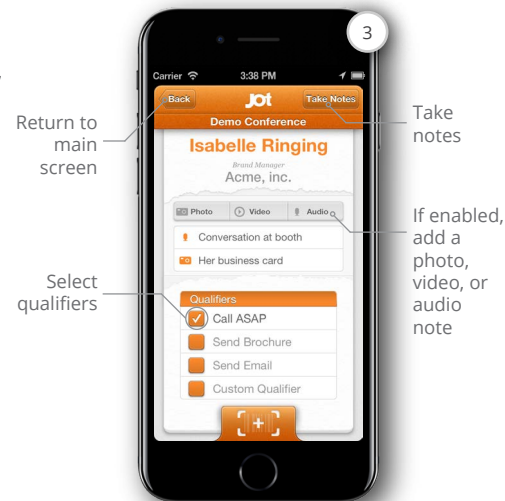 3
Carrier 3:38 PM
Back jot Take Notes
Demo Conference
Isabelle Ringing
Brand Manager
Acme, inc.
Photo Video Audio
Conversation at booth
Her business card
Qualifiers
Call ASAP
Send Brochure
Send Email
Custom Qualifier
Return to
main
screen
Select
qualifiers
Take
notes
If enabled,
add a
photo,
video, or
audio
note